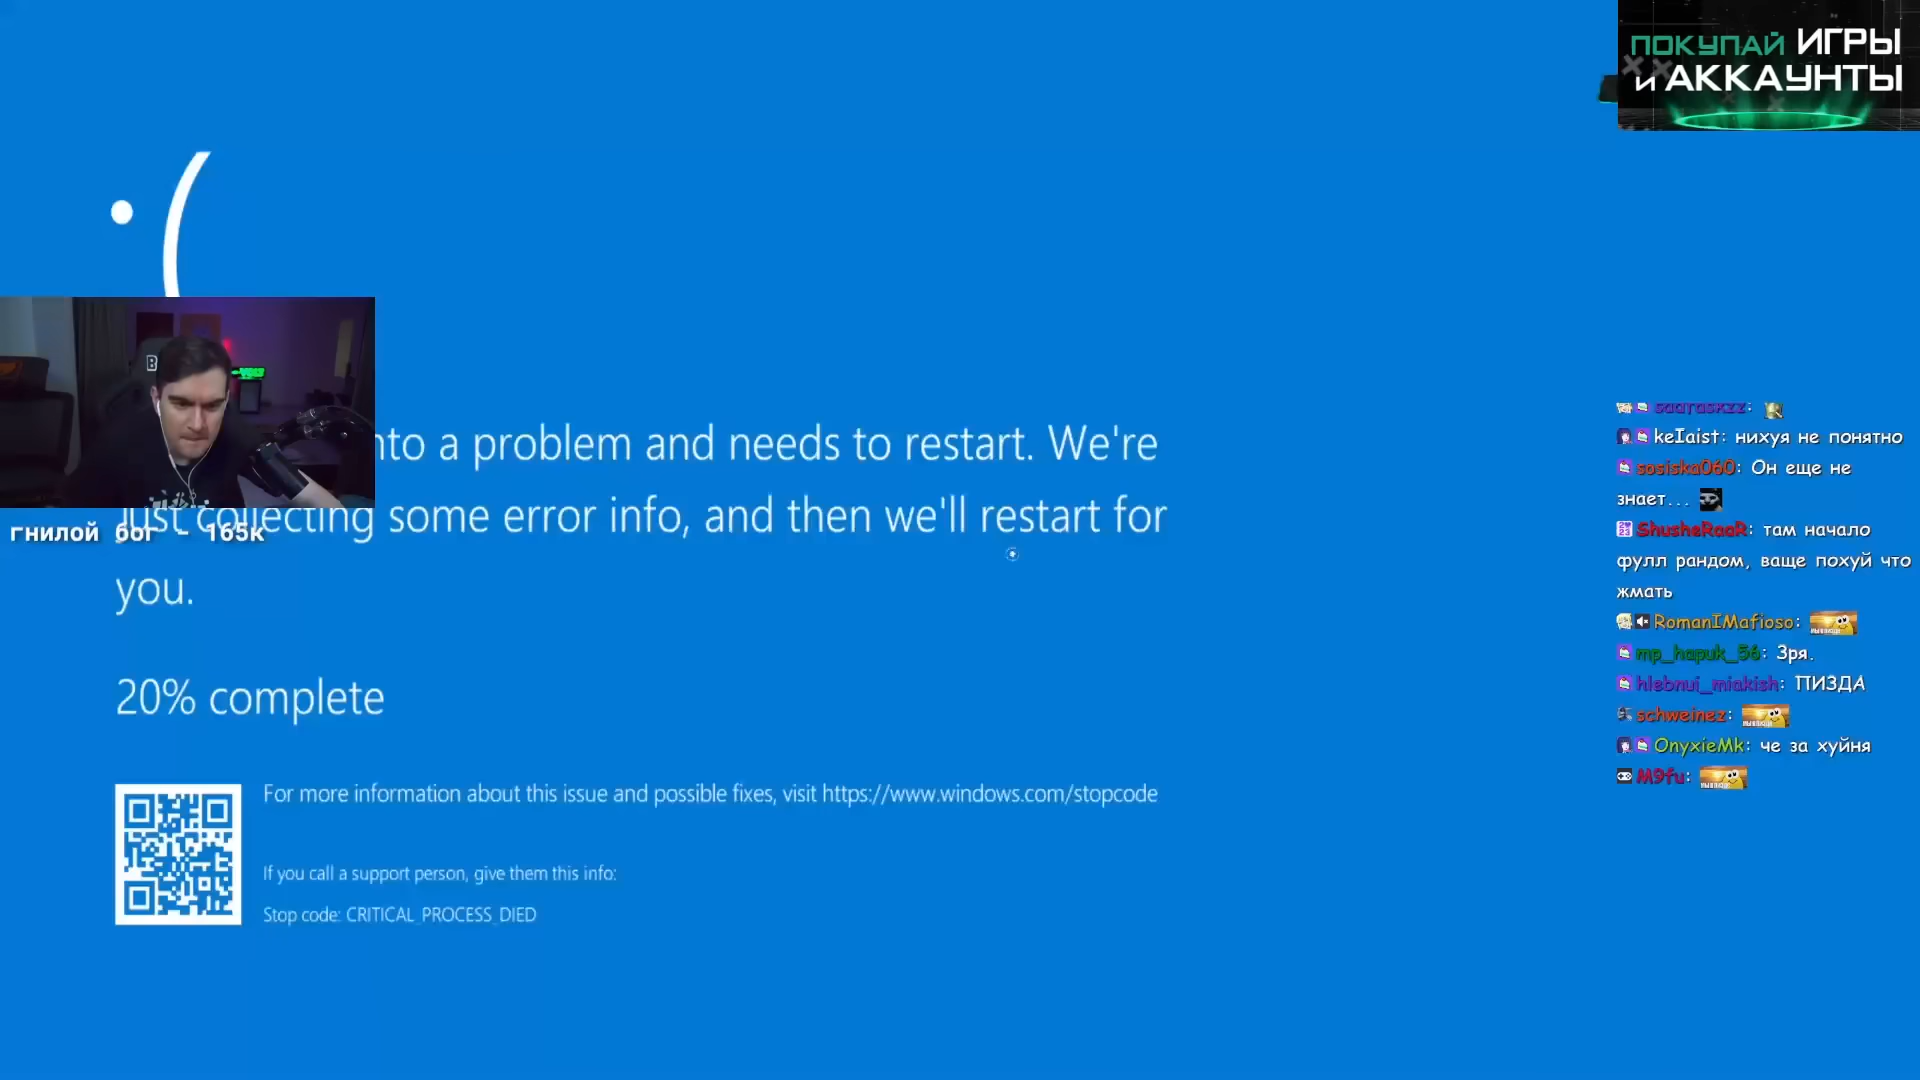 ПОКУПАЙ ИГРЫ
И АККАУНТЫ
:(
nto a problem and needs to restart. We're
just collecting some error info, and then we'll restart for
you.
20% complete
For more information about this issue and possible fixes, visit https://www.windows.com/stopcode
If you call a support person, give them this info:
Stop code: CRITICAL_PROCESS_DIED
B
гнилой бог - 165к
keIaist: нихуя не понятно
sosiska060: Он еще не
знает...
ShusheRaaR: там начало
фулл рандом, ваще похуй что
жмать
RomanIMafioso:
mp_hapuk_56: Зря.
hlebnui_miakish: ПИЗДА
schweinez:
OnyxieMk: че за хуйня
M9fu: